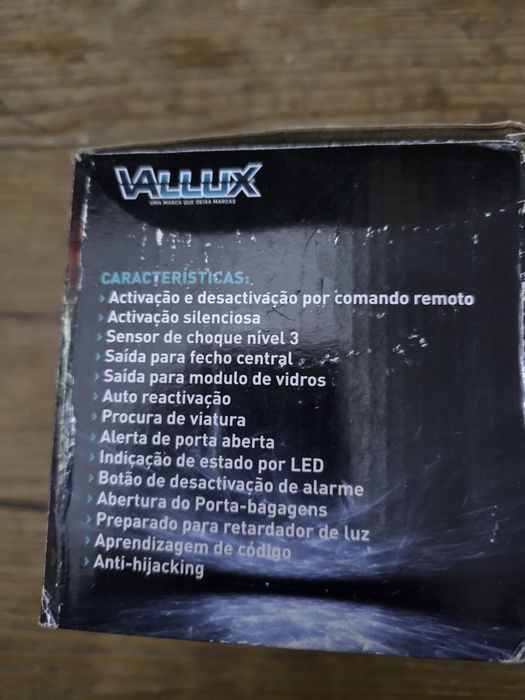 VALLUX
UMA MARCA QUE DEIXA MARCAS
CARACTERÍSTICAS:
› Activação e desactivação por comando remoto
› Activação silenciosa
› Sensor de choque nível 3
› Saída para fecho central
› Saída para modulo de vidros
› Auto reactivação
› Procura de viatura
› Alerta de porta aberta
› Indicação de estado por LED
› Botão de desactivação de alarme
› Abertura do Porta-bagagens
› Preparado para retardador de luz
› Aprendizagem de código
› Anti-hijacking